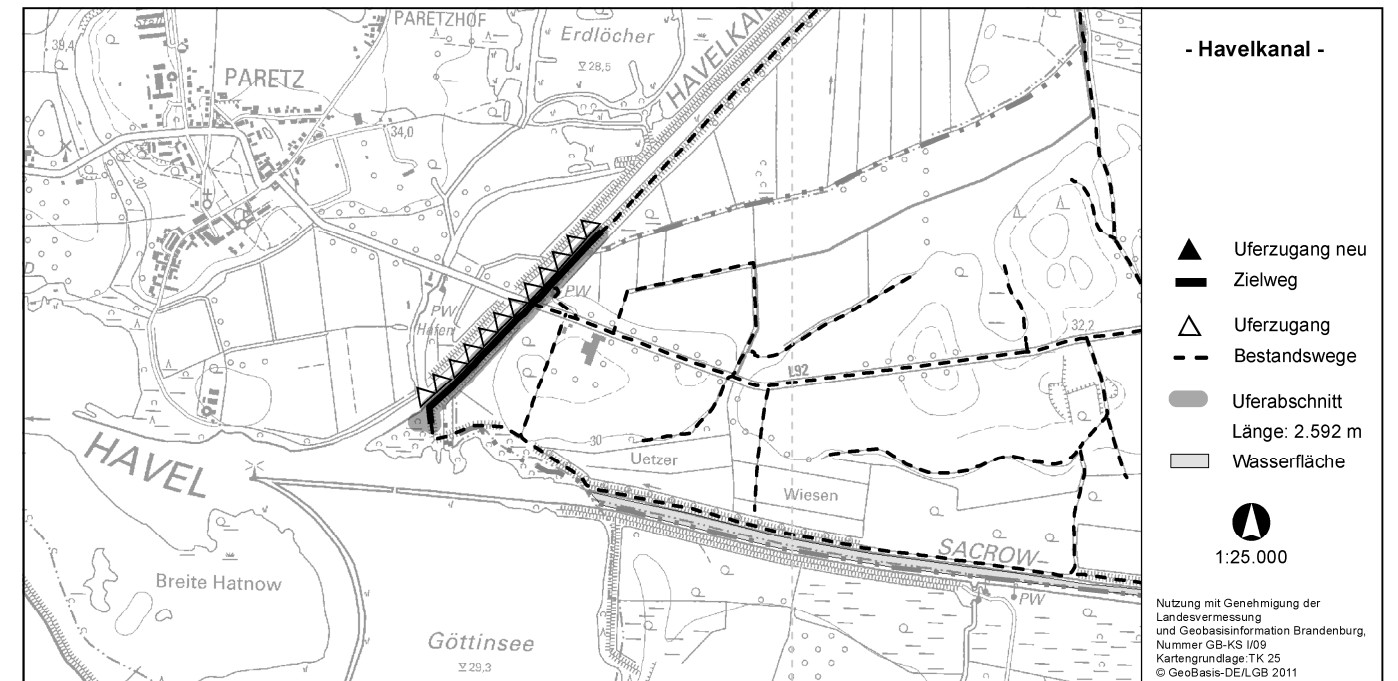 PARETZHOF
Erdlöcher
28,5
39,4
PARETZ
34,0
HAVELKAN
PW
PW
Hafen
HAVEL
Breite Hatnow
Göttinsee
29,3
30
Uetzer
Wiesen
L92
32,2
SACROW–
PW
- Havelkanal -
Uferzugang neu
Zielweg
Uferzugang
Bestandswege
Uferabschnitt
Länge: 2.592 m
Wasserfläche
1:25.000
Nutzung mit Genehmigung der
Landesvermessung
und Geobasisinformation Brandenburg,
Nummer GB-KS I/09
Kartengrundlage:TK 25
© GeoBasis-DE/LGB 2011